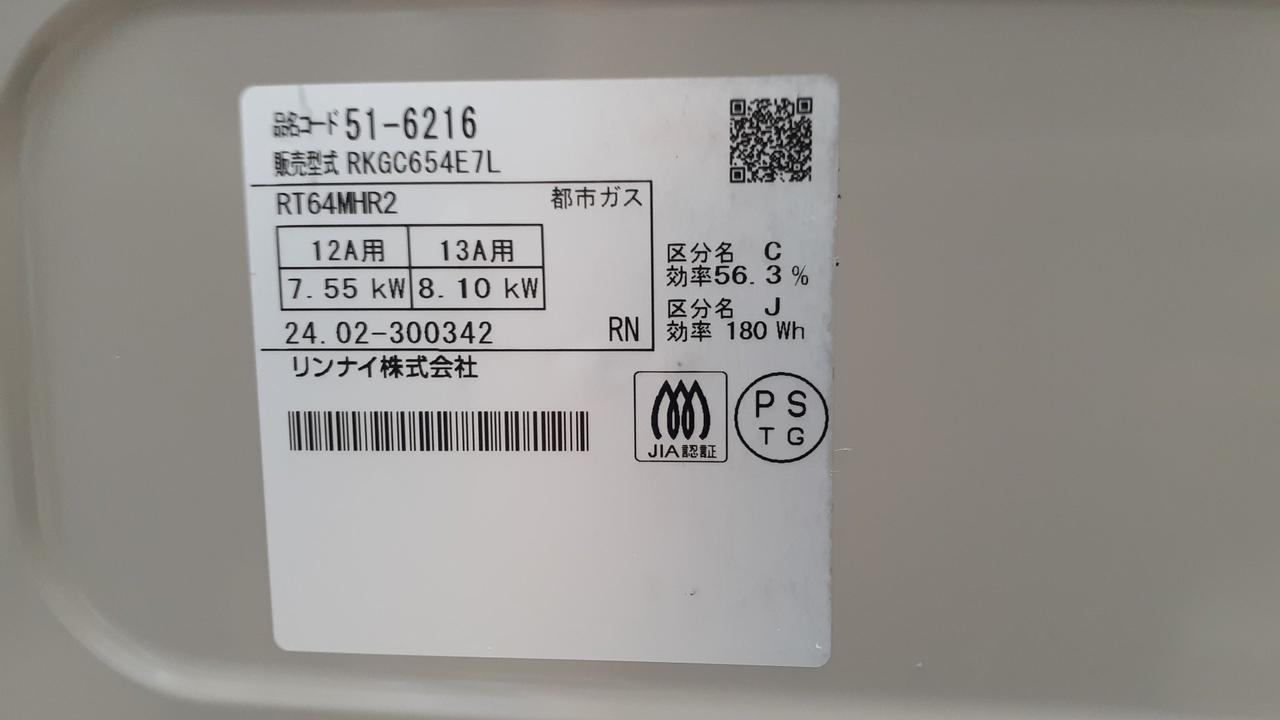 品名コード 51-6216
販売型式 RKGC654E7L
RT64MHR2 都市ガス
12A用 13A用
7.55 kW 8.10 kW
24.02-300342 RN
リンナイ株式会社
区分名 C
効率56.3 %
区分名 J
効率 180 Wh
JIA認証
PS
TG